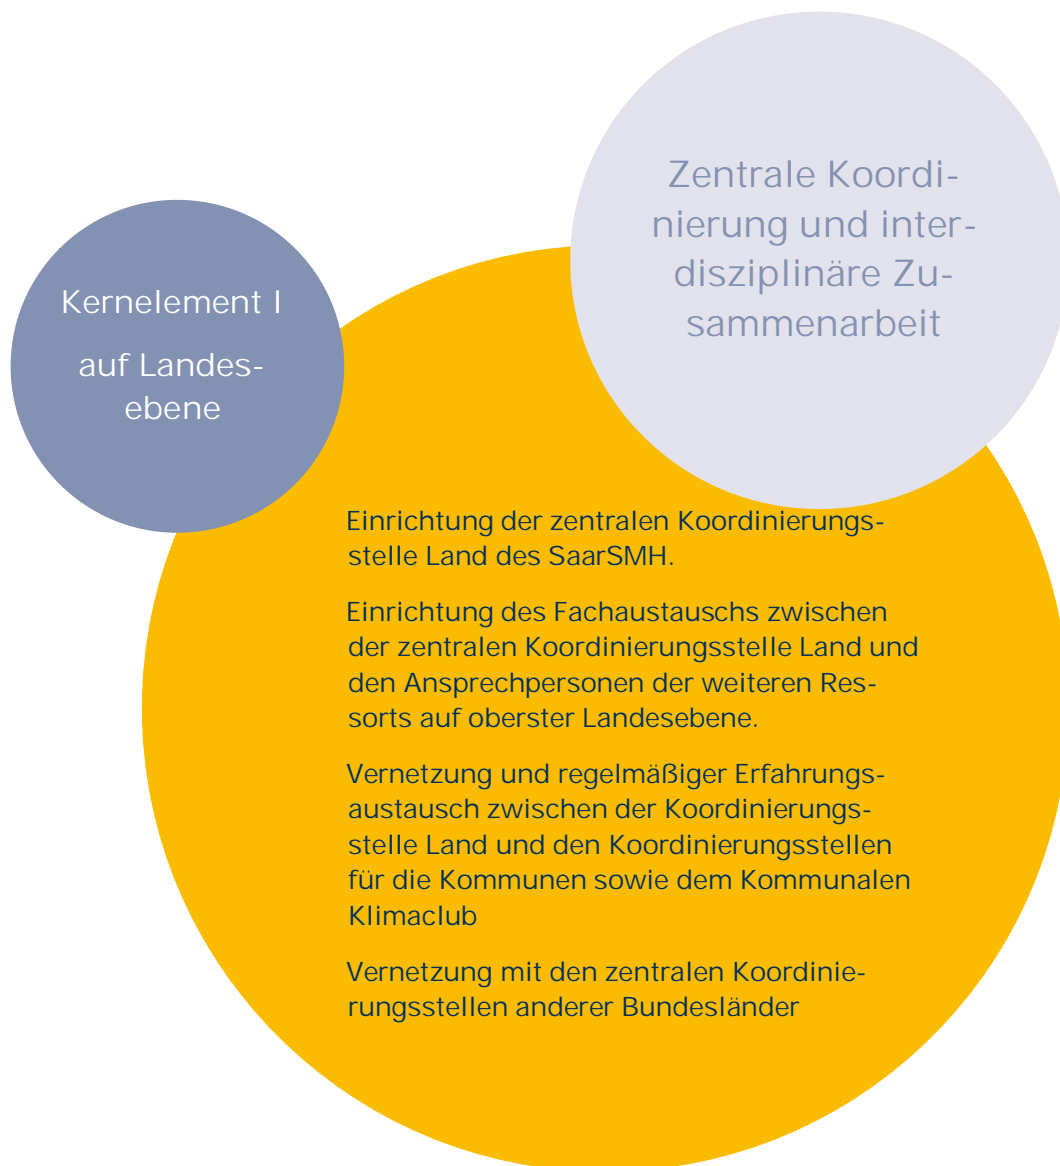 Kernelement I
auf Landes-
ebene
Zentrale Koordi-
nierung und inter-
disziplinäre Zu-
sammenarbeit
Einrichtung der zentralen Koordinierungs-
stelle Land des SaarSMH.
Einrichtung des Fachaustauschs zwischen
der zentralen Koordinierungsstelle Land und
den Ansprechpersonen der weiteren Res-
sorts auf oberster Landesebene.
Vernetzung und regelmäßiger Erfahrungs-
austausch zwischen der Koordinierungs-
stelle Land und den Koordinierungsstellen
für die Kommunen sowie dem Kommunalen
Klimaclub
Vernetzung mit den zentralen Koordinie-
rungsstellen anderer Bundesländer